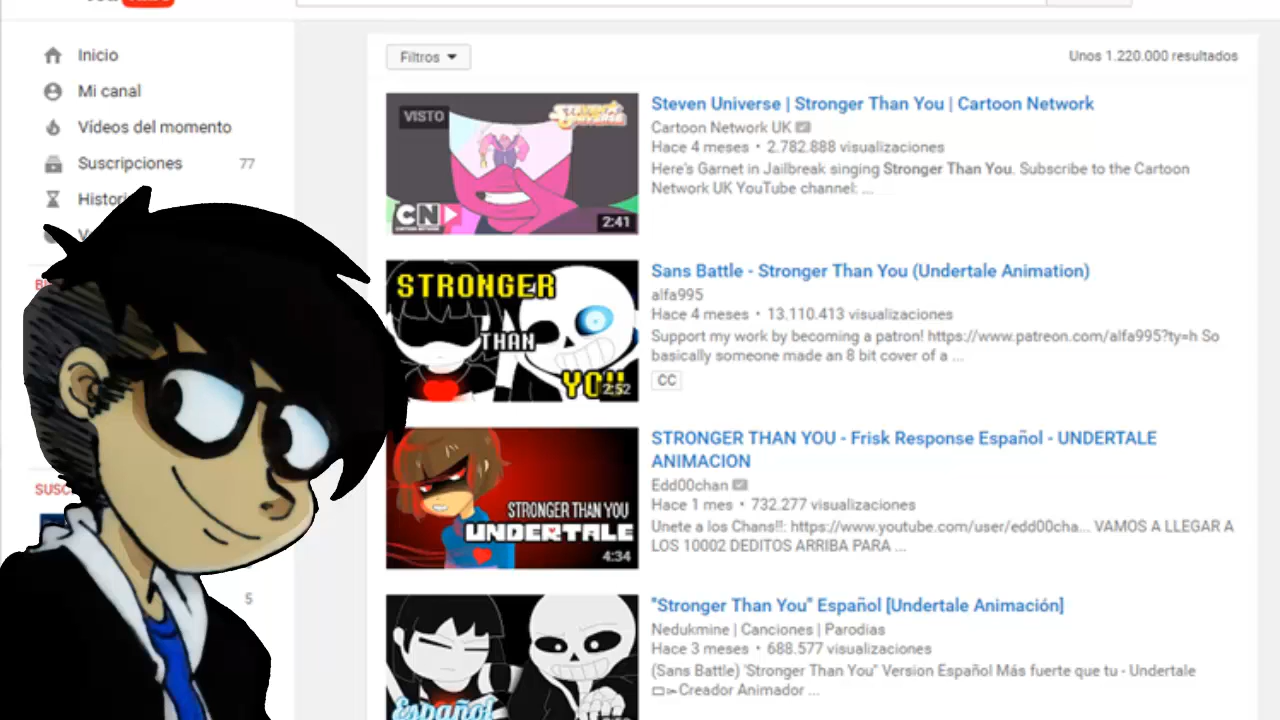 You Tube
Inicio
Mi canal
Vídeos del momento
Suscripciones 77
5
Filtros
Unos 1.220.000 resultados
VISTO
STEVEN UNIVERSE
CN
CARTOON NETWORK
2:41
Steven Universe | Stronger Than You | Cartoon Network
Cartoon Network UK
Hace 4 meses • 2.782.888 visualizaciones
Here's Garnet in Jailbreak singing Stronger Than You. Subscribe to the Cartoon
Network UK YouTube channel: ...
STRONGER
THAN
YOU
2:52
Sans Battle - Stronger Than You (Undertale Animation)
alfa995
Hace 4 meses • 13.110.413 visualizaciones
Support my work by becoming a patron! https://www.patreon.com/alfa995?ty=h So
basically someone made an 8 bit cover of a ...
CC
STRONGER THAN YOU
UNDERTALE
4:34
STRONGER THAN YOU - Frisk Response Español - UNDERTALE
ANIMACION
Edd00chan
Hace 1 mes • 732.277 visualizaciones
Unete a los Chans!!: https://www.youtube.com/user/edd00cha... VAMOS A LLEGAR A
LOS 10002 DEDITOS ARRIBA PARA ...
Español
"Stronger Than You" Español [Undertale Animación]
Nedukmine | Canciones | Parodias
Hace 3 meses • 688.577 visualizaciones
(Sans Battle) 'Stronger Than You" Version Español Más fuerte que tu - Undertale
Creador Animador ...